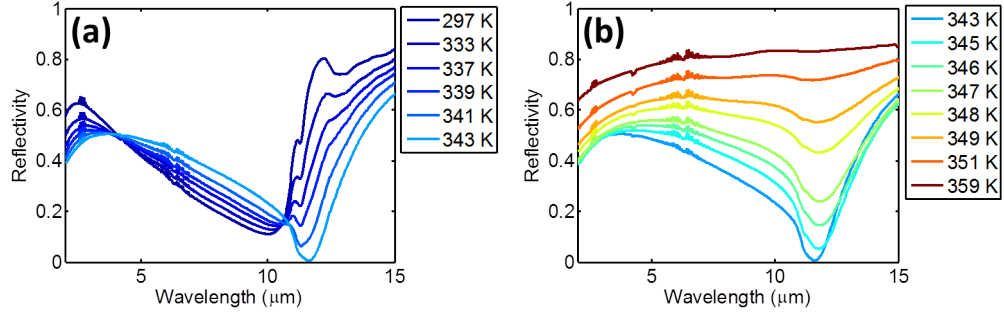 (a)
Reflectivity
1
0.8
0.6
0.4
0.2
0
5
10
15
Wavelength (μm)
297 K
333 K
337 K
339 K
341 K
343 K
(b)
Reflectivity
1
0.8
0.6
0.4
0.2
0
5
10
15
Wavelength (μm)
343 K
345 K
346 K
347 K
348 K
349 K
351 K
359 K